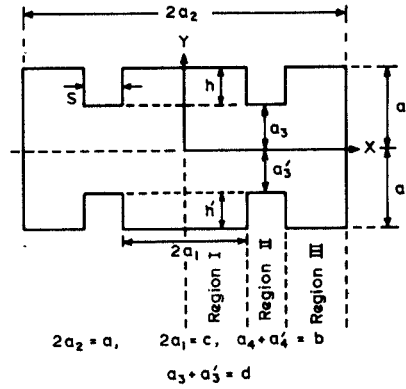 2a₂
Y
S
h
a₃
a
X
a₃′
h′
a
2a₁
Region I
Region II
Region III
2a₂ = a, 2a₁ = c, a₄ + a₄′ = b
a₃ + a₃′ = d